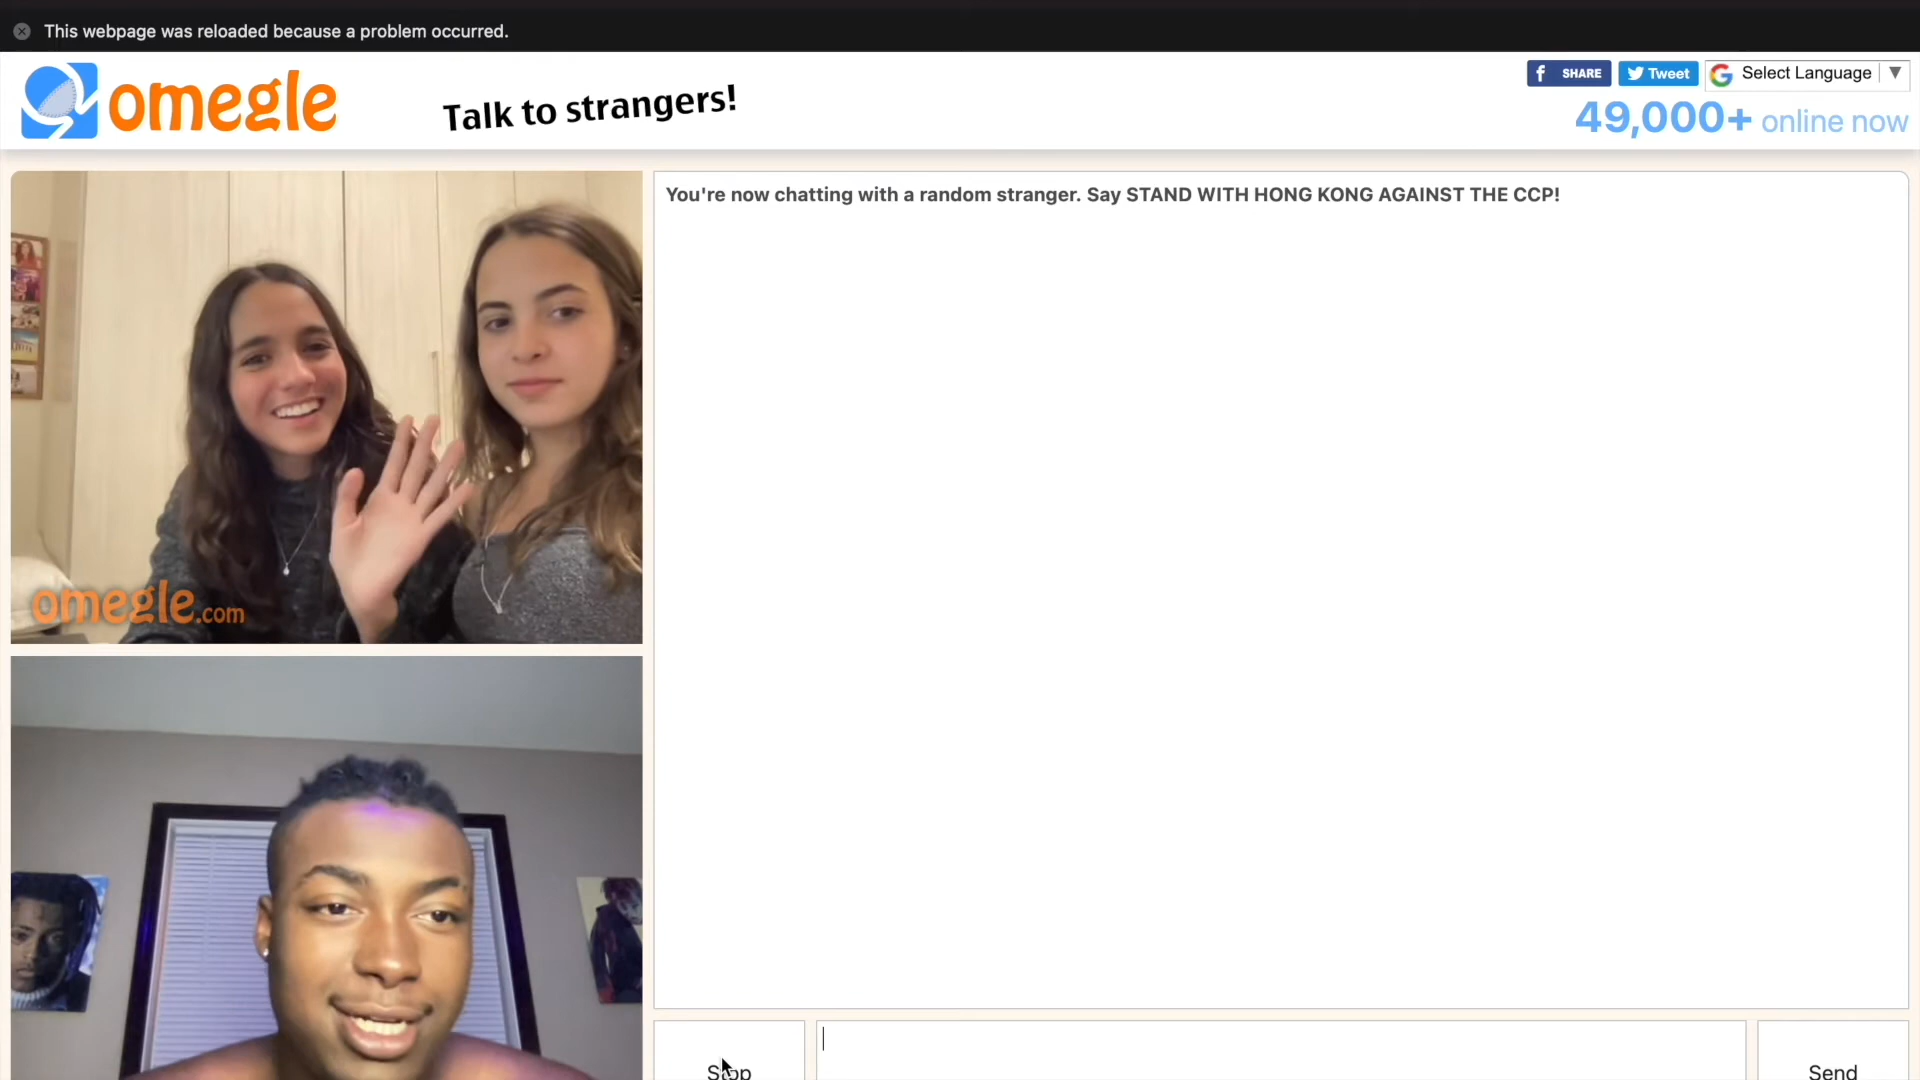 This webpage was reloaded because a problem occurred.
omegle
Talk to strangers!
f SHARE
Tweet
G Select Language ▼
49,000+ online now
You're now chatting with a random stranger. Say STAND WITH HONG KONG AGAINST THE CCP!
omegle.com
Stop
Send